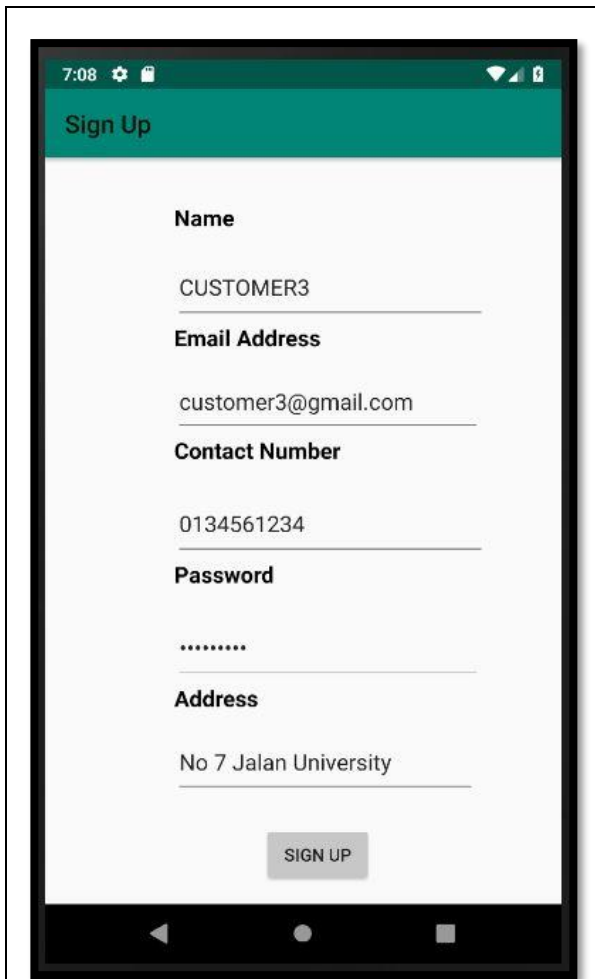 7:08
Sign Up
Name
CUSTOMER3
Email Address
customer3@gmail.com
Contact Number
0134561234
Password
•••••••••
Address
No 7 Jalan University
SIGN UP